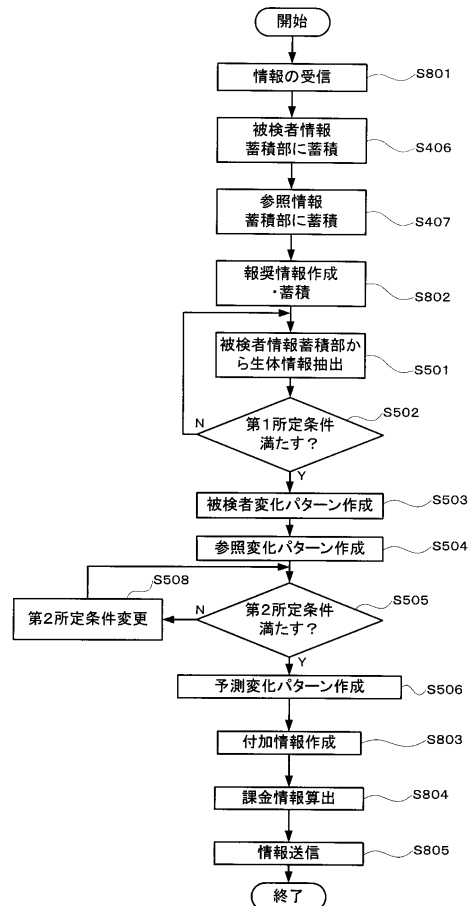 開始
情報の受信
S801
被検者情報
蓄積部に蓄積
S406
参照情報
蓄積部に蓄積
S407
報奨情報作成
・蓄積
S802
被検者情報蓄積部か
ら生体情報抽出
S501
第1所定条件
満たす?
S502
N
Y
被検者変化パターン作成
S503
参照変化パターン作成
S504
S508
第2所定条件変更
N
第2所定条件
満たす?
S505
Y
予測変化パターン作成
S506
付加情報作成
S803
課金情報算出
S804
情報送信
S805
終了